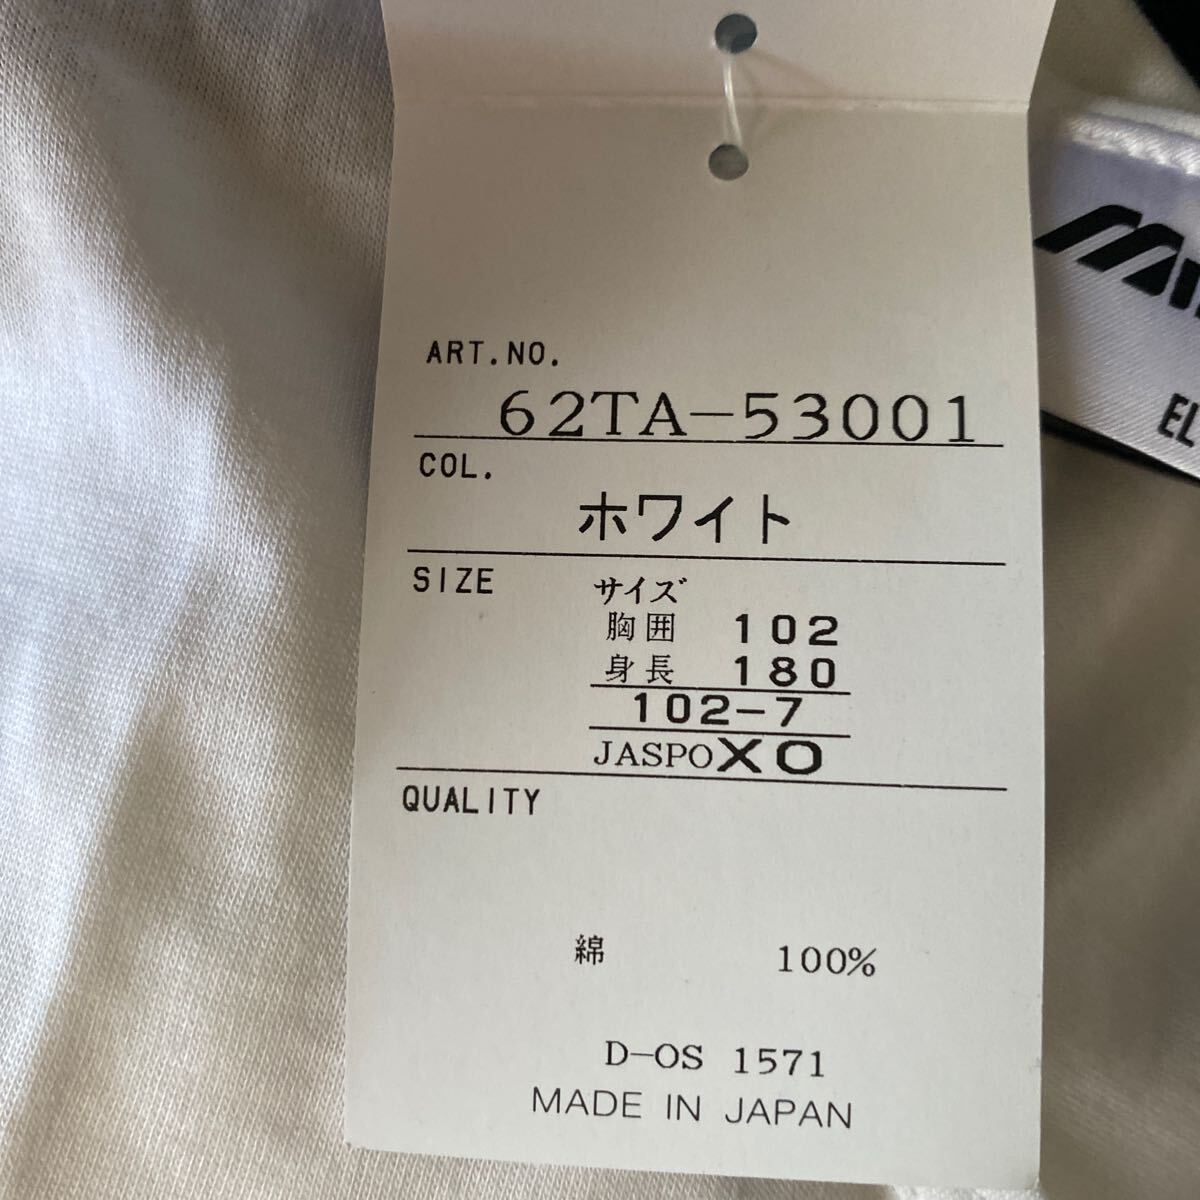 ART.NO.
62TA-53001
COL.
ホワイト
SIZE
サイズ
胸囲 102
身長 180
102-7
JASPO XO
QUALITY
綿 100%
D-OS 1571
MADE IN JAPAN
EL